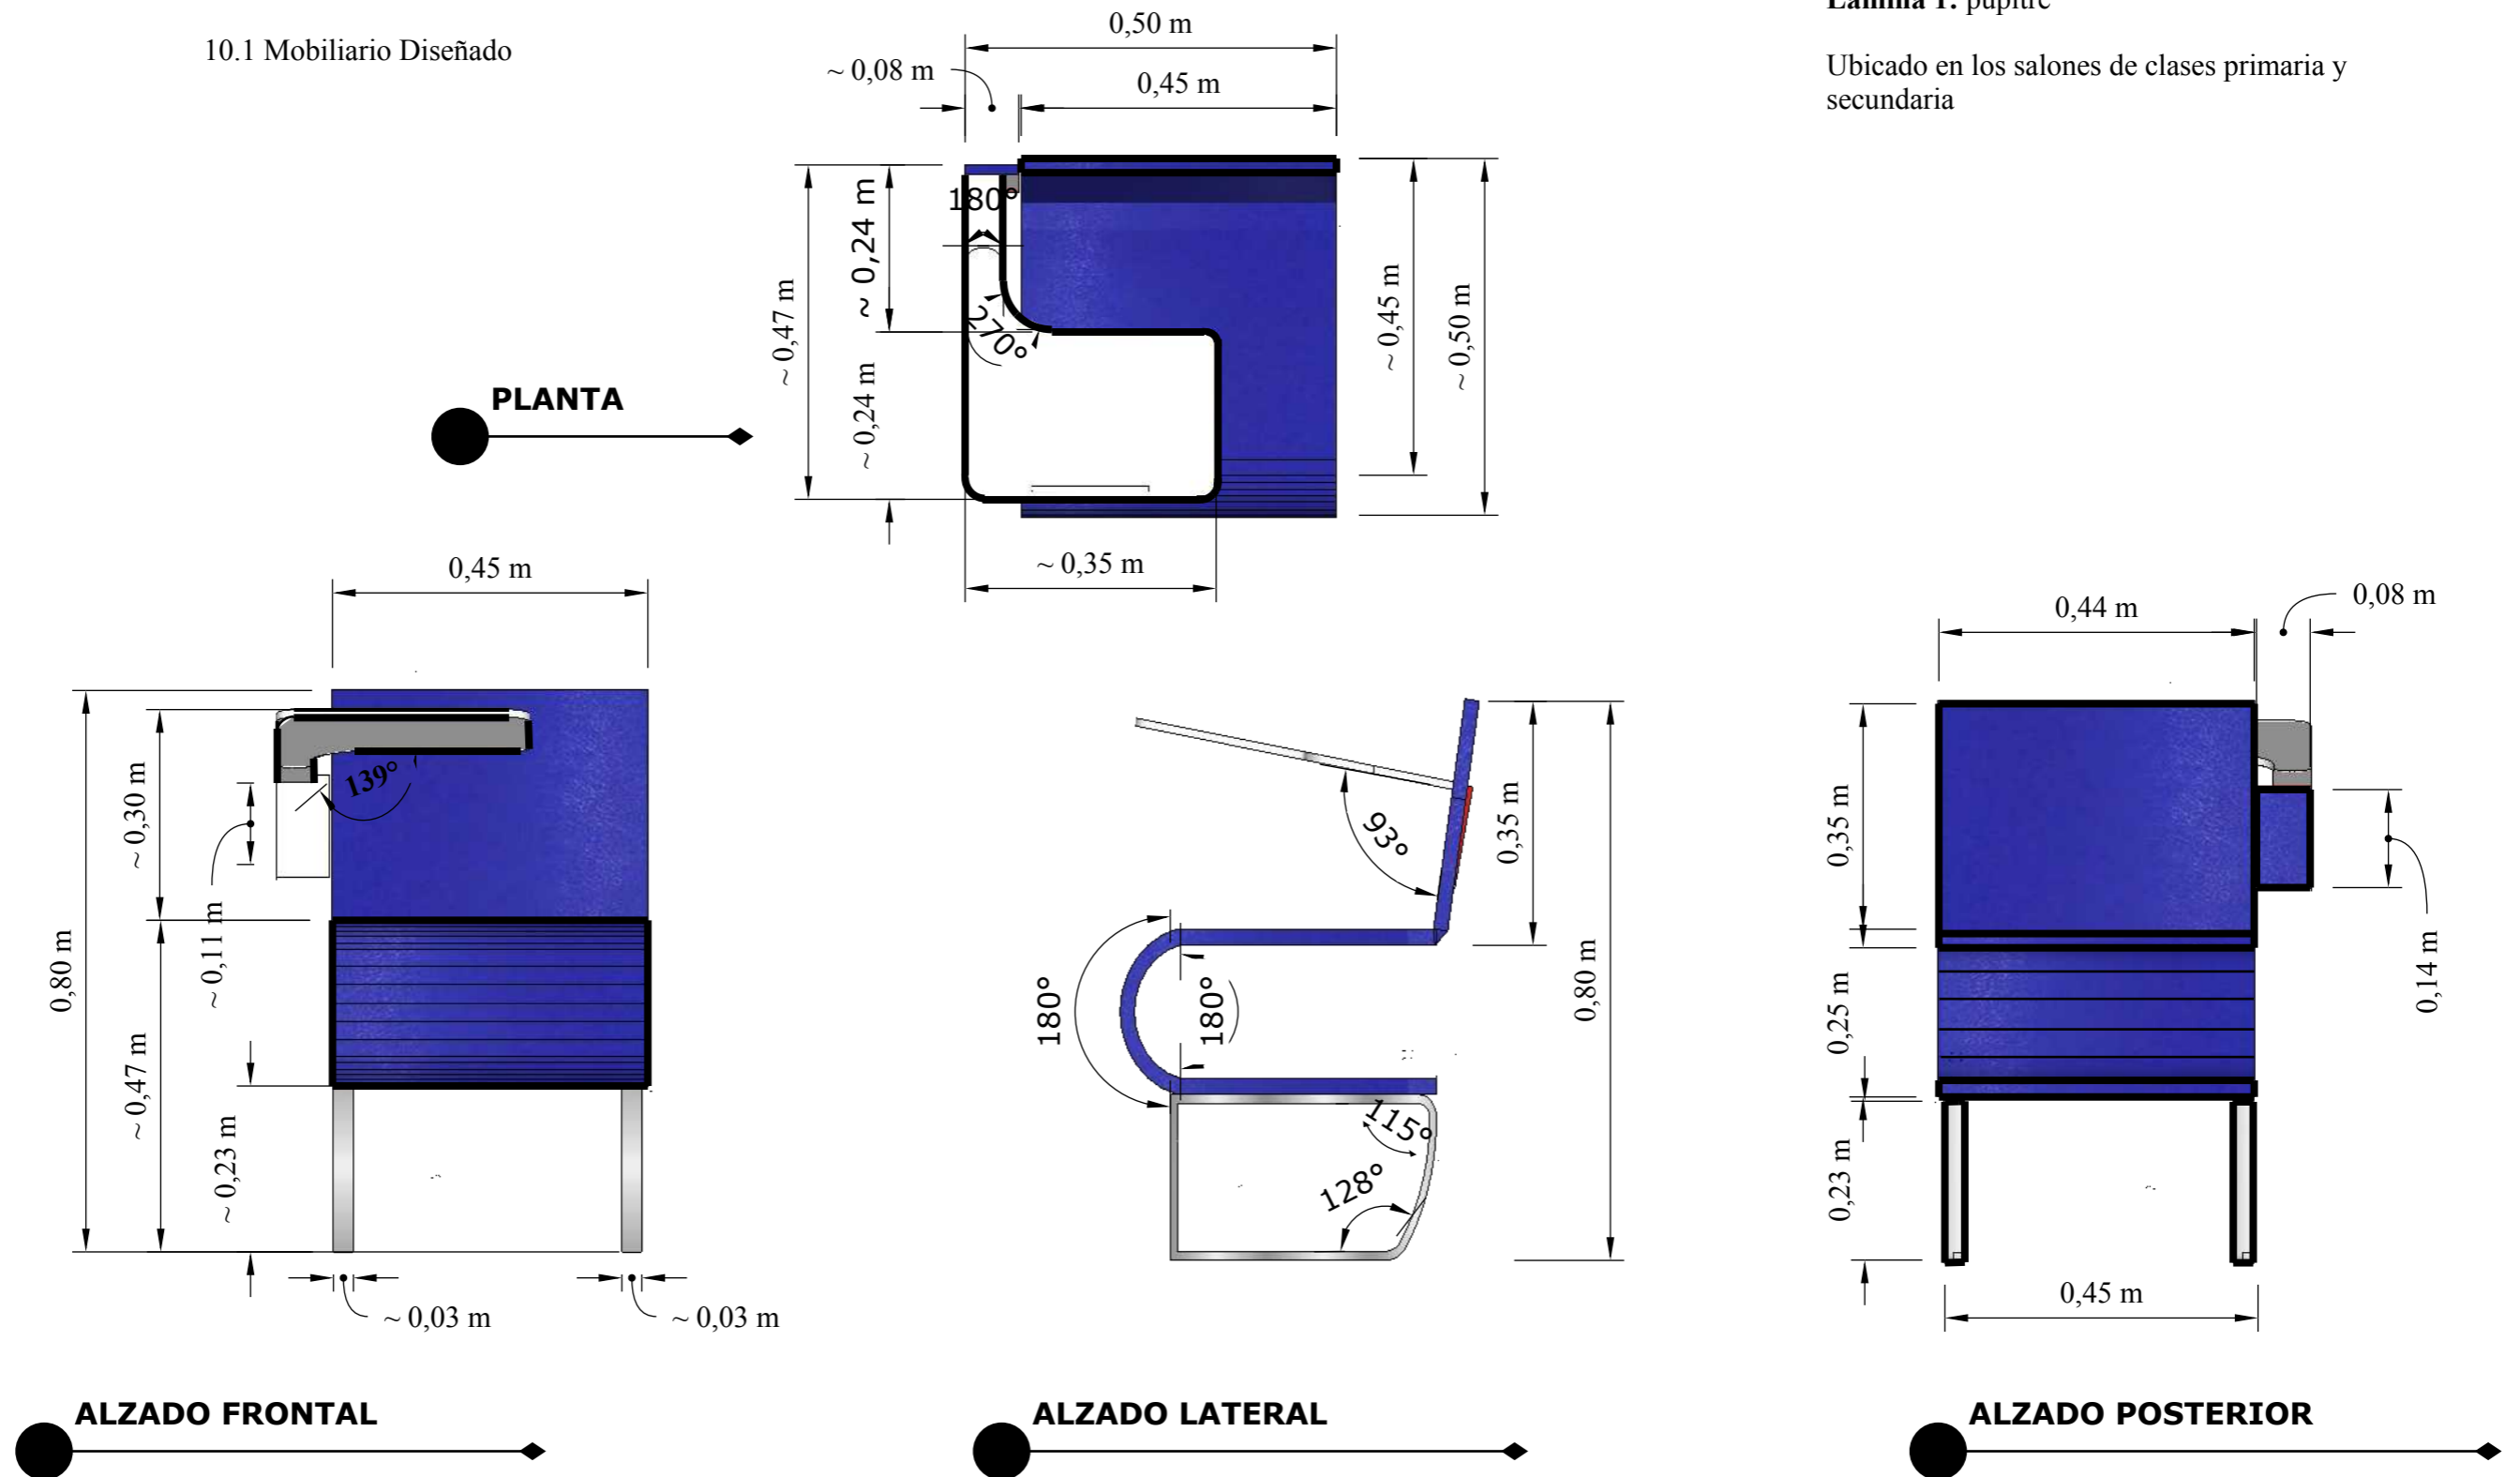 10.1 Mobiliario Diseñado
Lámina 1: pupitre
Ubicado en los salones de clases primaria y
secundaria
0,50 m
~ 0,08 m
0,45 m
180°
~ 0,24 m
~ 0,47 m
270°
~ 0,24 m
~ 0,45 m
~ 0,50 m
~ 0,35 m
PLANTA
0,45 m
139°
~ 0,30 m
~ 0,11 m
0,80 m
~ 0,47 m
~ 0,23 m
~ 0,03 m
~ 0,03 m
ALZADO FRONTAL
93°
0,35 m
180°
180°
0,80 m
115°
128°
ALZADO LATERAL
0,44 m
0,08 m
0,35 m
0,14 m
0,25 m
0,23 m
0,45 m
ALZADO POSTERIOR